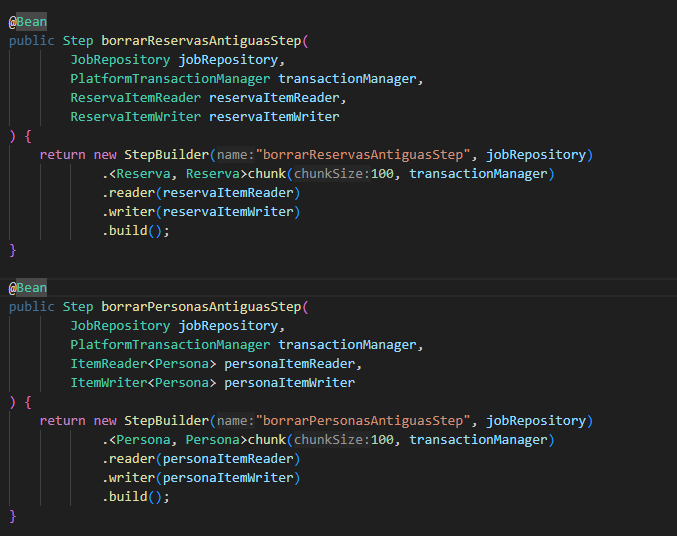 @Bean
public Step borrarReservasAntiguasStep(
JobRepository jobRepository,
PlatformTransactionManager transactionManager,
ReservaItemReader reservaItemReader,
ReservaItemWriter reservaItemWriter
) {
return new StepBuilder(name:"borrarReservasAntiguasStep", jobRepository)
.<Reserva, Reserva>chunk(chunkSize:100, transactionManager)
.reader(reservaItemReader)
.writer(reservaItemWriter)
.build();
}
@Bean
public Step borrarPersonasAntiguasStep(
JobRepository jobRepository,
PlatformTransactionManager transactionManager,
ItemReader<Persona> personaItemReader,
ItemWriter<Persona> personaItemWriter
) {
return new StepBuilder(name:"borrarPersonasAntiguasStep", jobRepository)
.<Persona, Persona>chunk(chunkSize:100, transactionManager)
.reader(personaItemReader)
.writer(personaItemWriter)
.build();
}